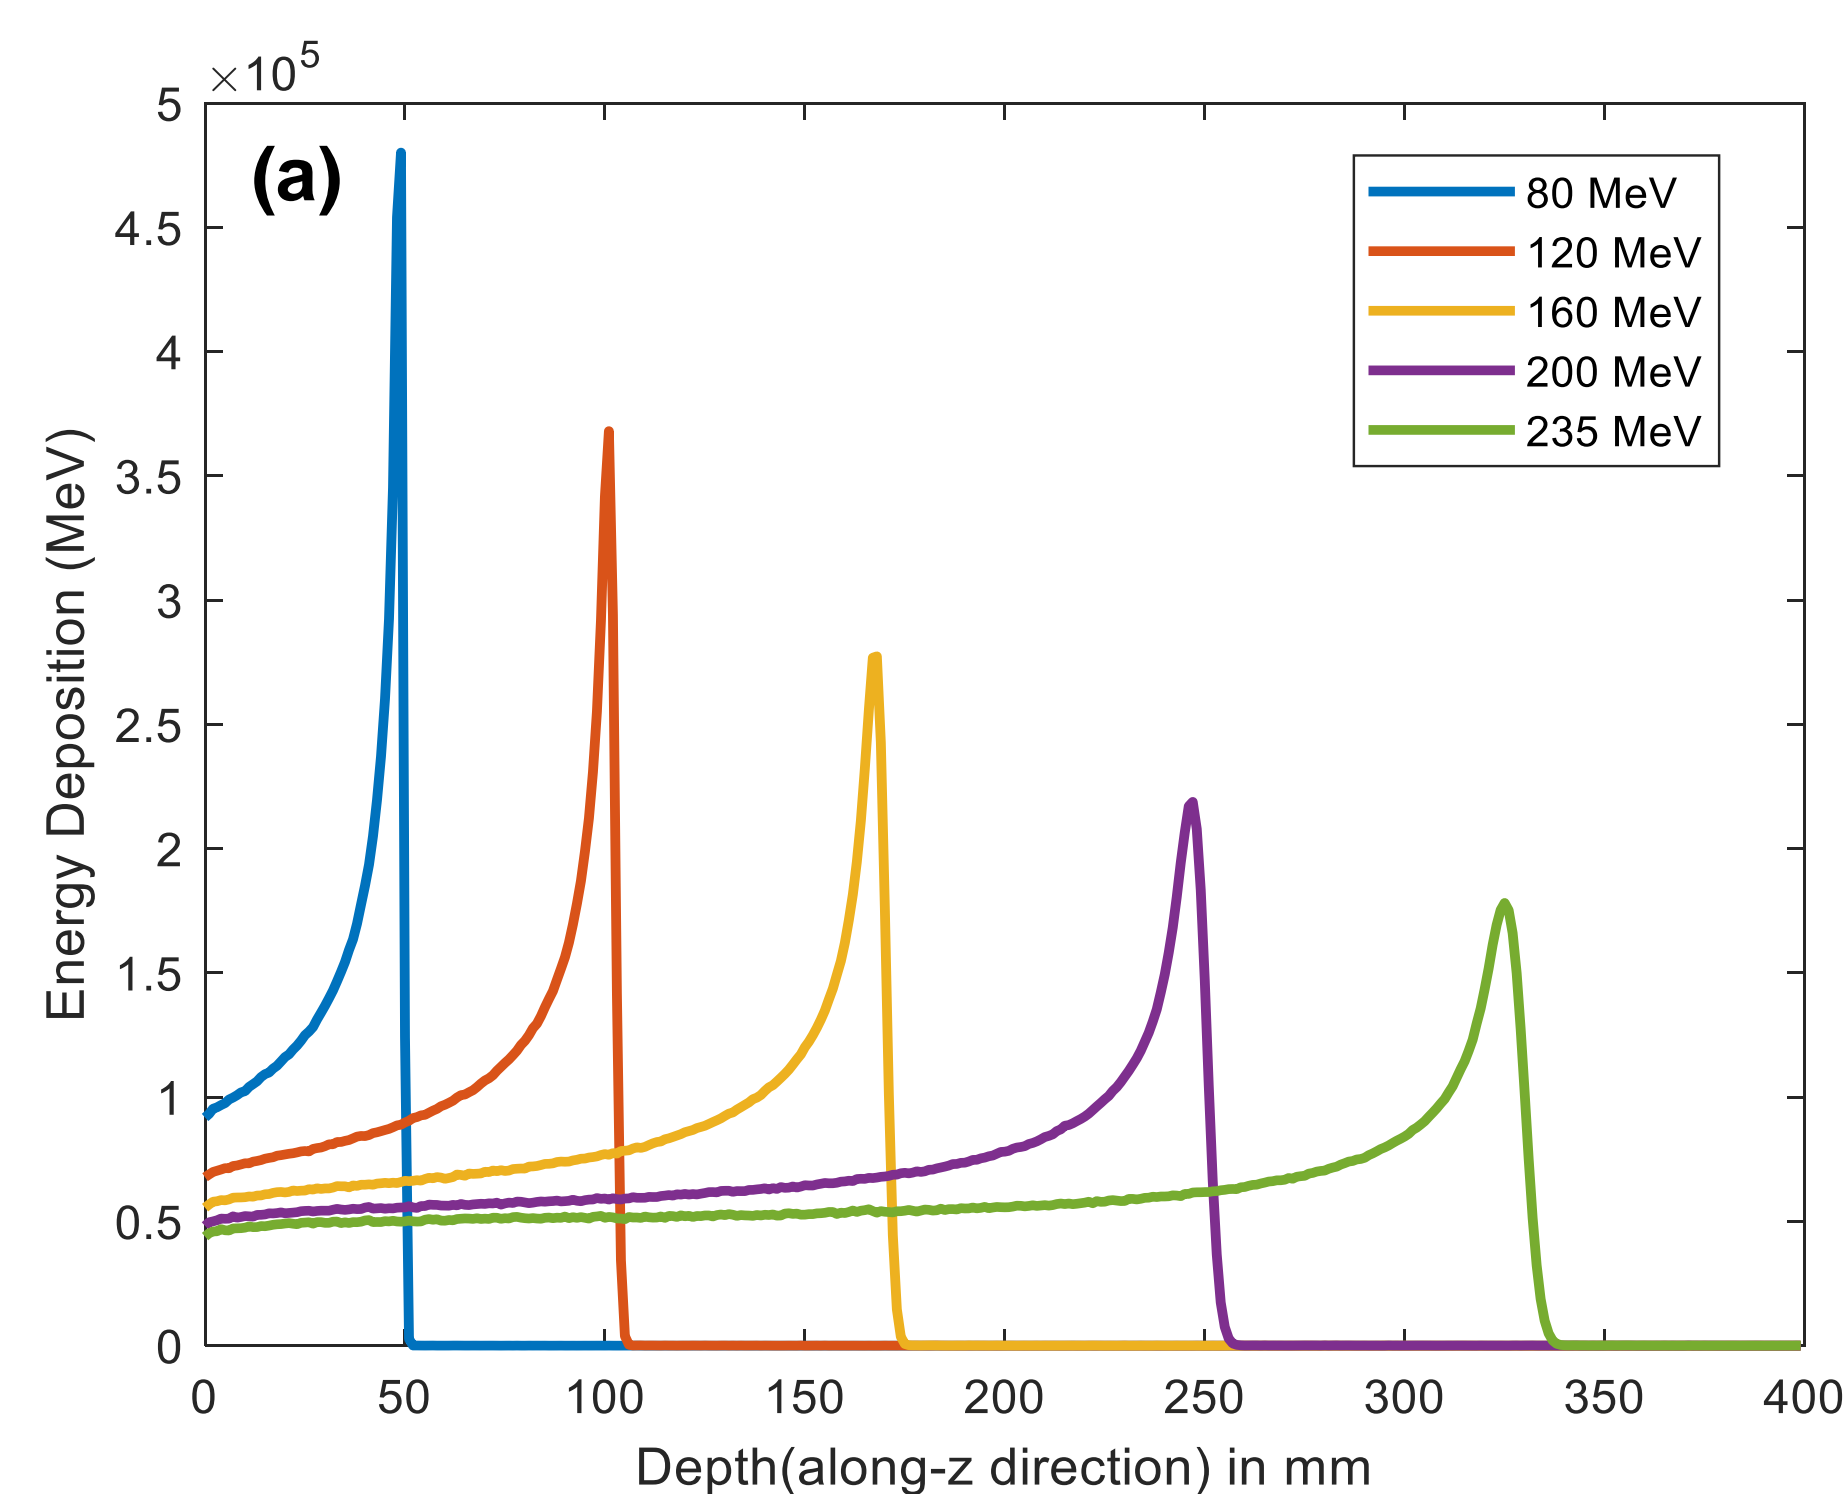 ×10⁵
(a)
5
4.5
4
3.5
3
2.5
2
1.5
1
0.5
0
Energy Deposition (MeV)
80 MeV
120 MeV
160 MeV
200 MeV
235 MeV
0 50 100 150 200 250 300 350 400
Depth(along-z direction) in mm